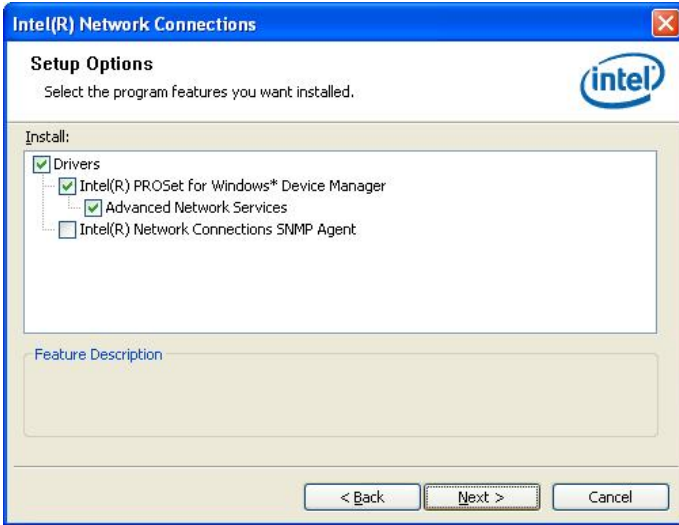 Intel(R) Network Connections
Setup Options
Select the program features you want installed.
intel
Install:
Drivers
Intel(R) PROSet for Windows* Device Manager
Advanced Network Services
Intel(R) Network Connections SNMP Agent
Feature Description
< Back
Next >
Cancel